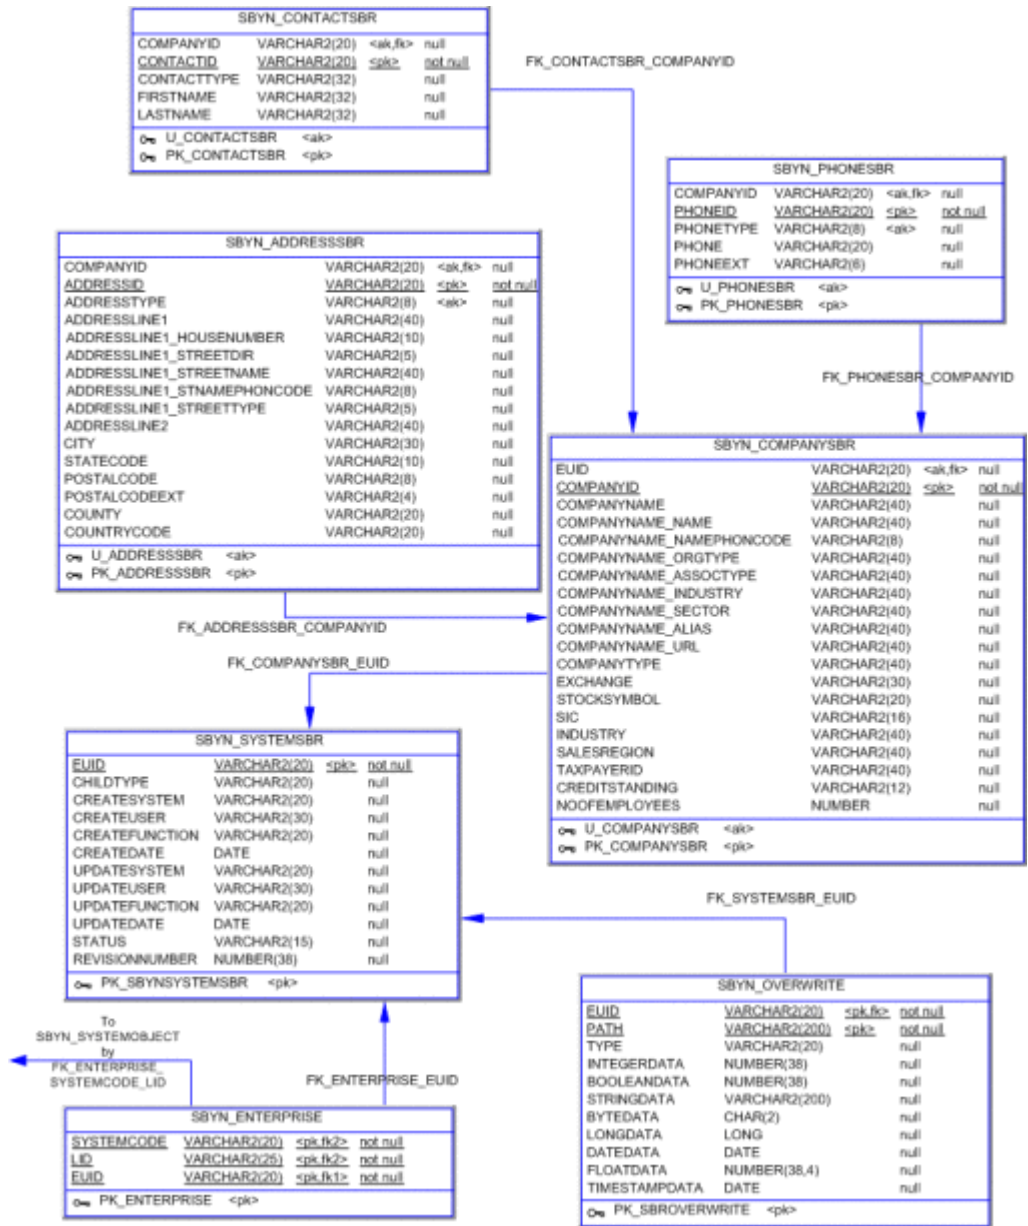 SBYN_CONTACTSBR
COMPANYID VARCHAR2(20) <ak,fk> null
CONTACTID VARCHAR2(20) <pk> not null
CONTACTTYPE VARCHAR2(32) null
FIRSTNAME VARCHAR2(32) null
LASTNAME VARCHAR2(32) null
U_CONTACTSBR <ak>
PK_CONTACTSBR <pk>
FK_CONTACTSBR_COMPANYID
SBYN_PHONESBR
COMPANYID VARCHAR2(20) <ak,fk> null
PHONEID VARCHAR2(20) <pk> not null
PHONETYPE VARCHAR2(8) <ak> null
PHONE VARCHAR2(20) null
PHONEEXT VARCHAR2(6) null
U_PHONESBR <ak>
PK_PHONESBR <pk>
FK_PHONESBR_COMPANYID
SBYN_ADDRESSSBR
COMPANYID VARCHAR2(20) <ak,fk> null
ADDRESSID VARCHAR2(20) <pk> not null
ADDRESSTYPE VARCHAR2(8) <ak> null
ADDRESSLINE1 VARCHAR2(40) null
ADDRESSLINE1_HOUSENUMBER VARCHAR2(10) null
ADDRESSLINE1_STREETDIR VARCHAR2(5) null
ADDRESSLINE1_STREETNAME VARCHAR2(40) null
ADDRESSLINE1_STNAMEPHONCODE VARCHAR2(8) null
ADDRESSLINE1_STREETTYPE VARCHAR2(5) null
ADDRESSLINE2 VARCHAR2(40) null
CITY VARCHAR2(30) null
STATECODE VARCHAR2(10) null
POSTALCODE VARCHAR2(8) null
POSTALCODEEXT VARCHAR2(4) null
COUNTY VARCHAR2(20) null
COUNTRYCODE VARCHAR2(20) null
U_ADDRESSSBR <ak>
PK_ADDRESSSBR <pk>
FK_ADDRESSSBR_COMPANYID
SBYN_COMPANYSBR
EUID VARCHAR2(20) <ak,fk> null
COMPANYID VARCHAR2(20) <pk> not null
COMPANYNAME VARCHAR2(40) null
COMPANYNAME_NAME VARCHAR2(40) null
COMPANYNAME_NAMEPHONCODE VARCHAR2(8) null
COMPANYNAME_ORGTYPE VARCHAR2(40) null
COMPANYNAME_ASSOCTYPE VARCHAR2(40) null
COMPANYNAME_INDUSTRY VARCHAR2(40) null
COMPANYNAME_SECTOR VARCHAR2(40) null
COMPANYNAME_ALIAS VARCHAR2(40) null
COMPANYNAME_URL VARCHAR2(40) null
COMPANYTYPE VARCHAR2(40) null
EXCHANGE VARCHAR2(30) null
STOCKSYMBOL VARCHAR2(20) null
SIC VARCHAR2(16) null
INDUSTRY VARCHAR2(40) null
SALESREGION VARCHAR2(40) null
TAXPAYERID VARCHAR2(40) null
CREDITSTANDING VARCHAR2(12) null
NOOFEMPLOYEES NUMBER null
U_COMPANYSBR <ak>
PK_COMPANYSBR <pk>
FK_COMPANYSBR_EUID
SBYN_SYSTEMSBR
EUID VARCHAR2(20) <pk> not null
CHILDTYPE VARCHAR2(20) null
CREATESYSTEM VARCHAR2(20) null
CREATEUSER VARCHAR2(30) null
CREATEFUNCTION VARCHAR2(20) null
CREATEDATE DATE null
UPDATESYSTEM VARCHAR2(20) null
UPDATEUSER VARCHAR2(30) null
UPDATEFUNCTION VARCHAR2(20) null
UPDATEDATE DATE null
STATUS VARCHAR2(15) null
REVISIONNUMBER NUMBER(38) null
PK_SBYNSYSTEMSBR <pk>
FK_SYSTEMSBR_EUID
SBYN_OVERWRITE
EUID VARCHAR2(20) <pk,fk> not null
PATH VARCHAR2(200) <pk> not null
TYPE VARCHAR2(20) null
INTEGERDATA NUMBER(38) null
BOOLEANDATA NUMBER(38) null
STRINGDATA VARCHAR2(200) null
BYTEDATA CHAR(2) null
LONGDATA LONG null
DATEDATA DATE null
FLOATDATA NUMBER(38,4) null
TIMESTAMPDATA DATE null
PK_SBROVERWRITE <pk>
To
SBYN_SYSTEMOBJECT
by
FK_ENTERPRISE_
SYSTEMCODE_LID
FK_ENTERPRISE_EUID
SBYN_ENTERPRISE
SYSTEMCODE VARCHAR2(20) <pk,fk2> not null
LID VARCHAR2(25) <pk,fk2> not null
EUID VARCHAR2(20) <pk,fk1> not null
PK_ENTERPRISE <pk>